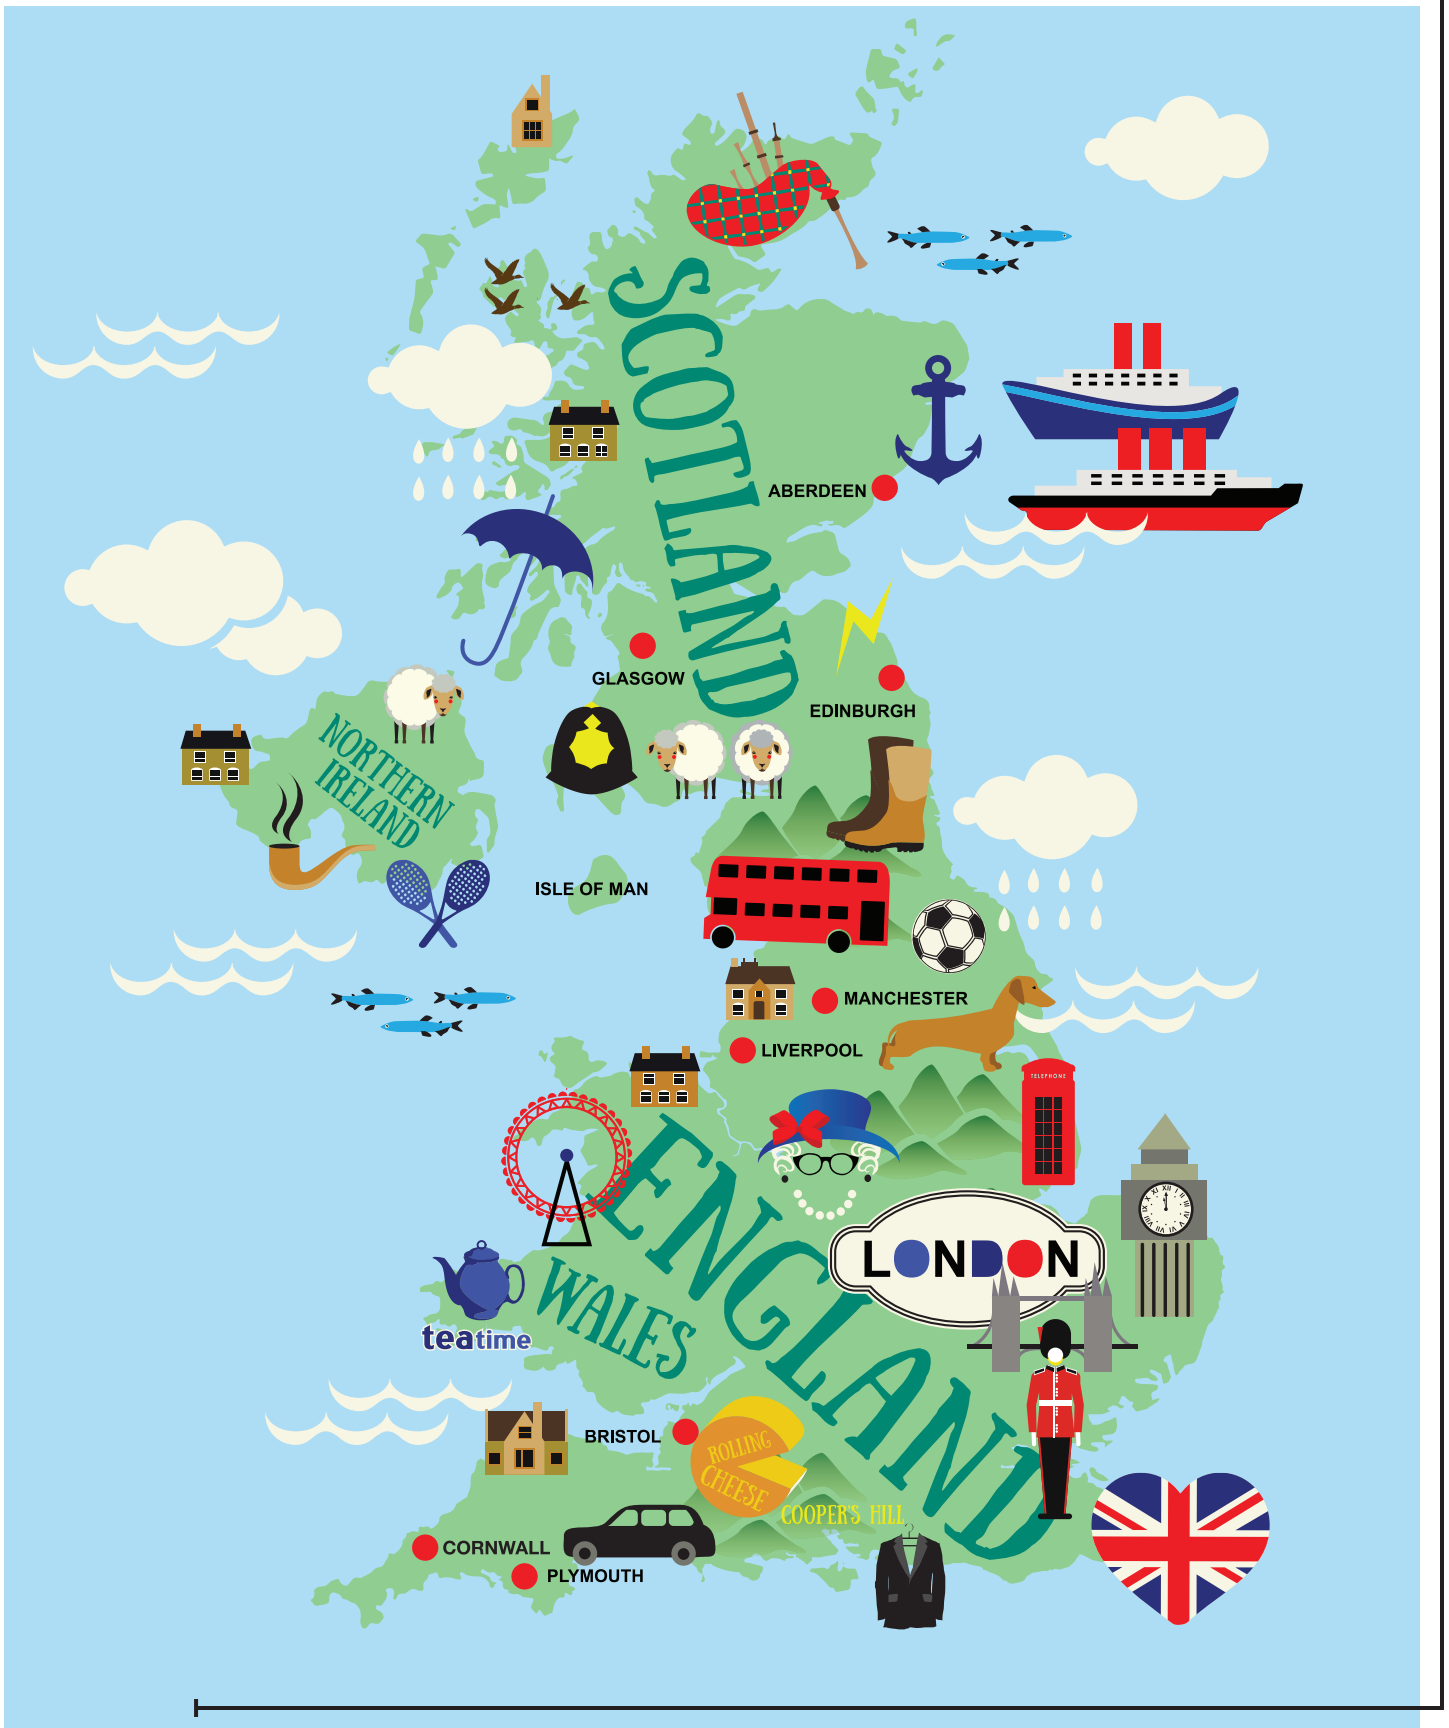 SCOTLAND
ABERDEEN
GLASGOW
EDINBURGH
NORTHERN
IRELAND
ISLE OF MAN
MANCHESTER
LIVERPOOL
TELEPHONE
ENGLAND
LONDON
WALES
teatime
BRISTOL
ROLLING
CHEESE
COOPER'S HILL
CORNWALL
PLYMOUTH